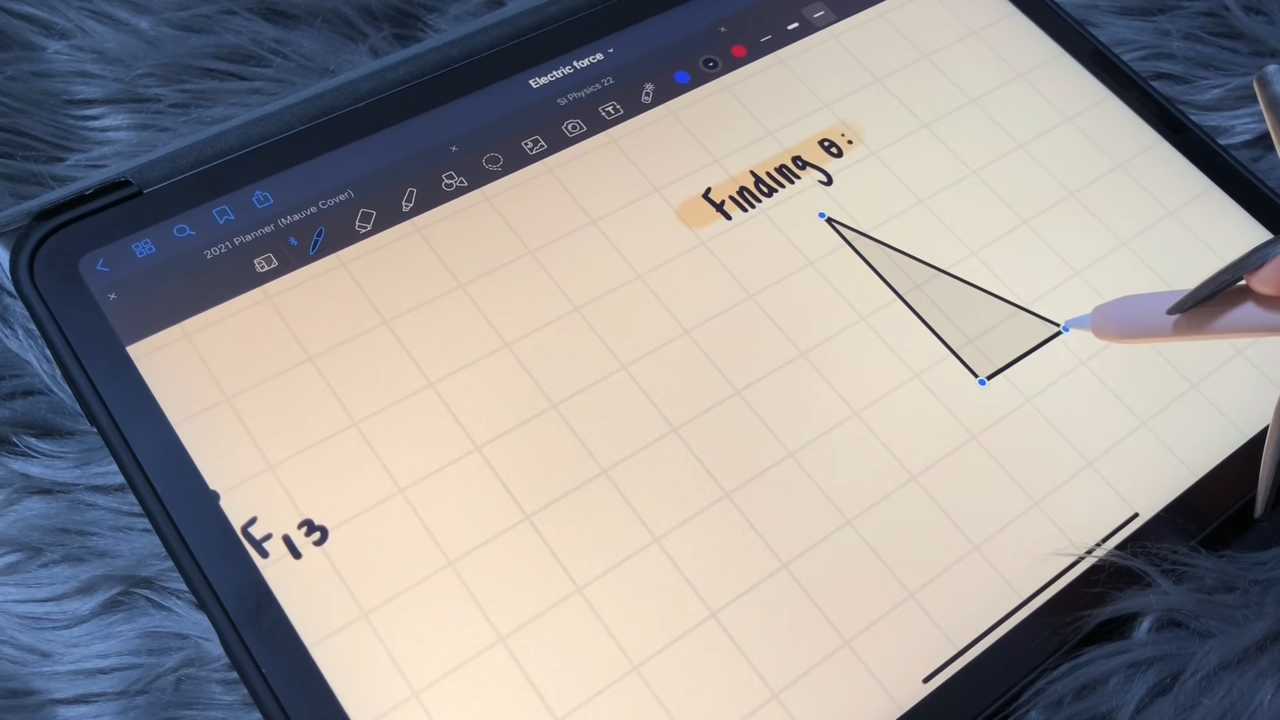 Electric force
SI Physics 22
2021 Planner (Mauve Cover)
Finding θ:
F13